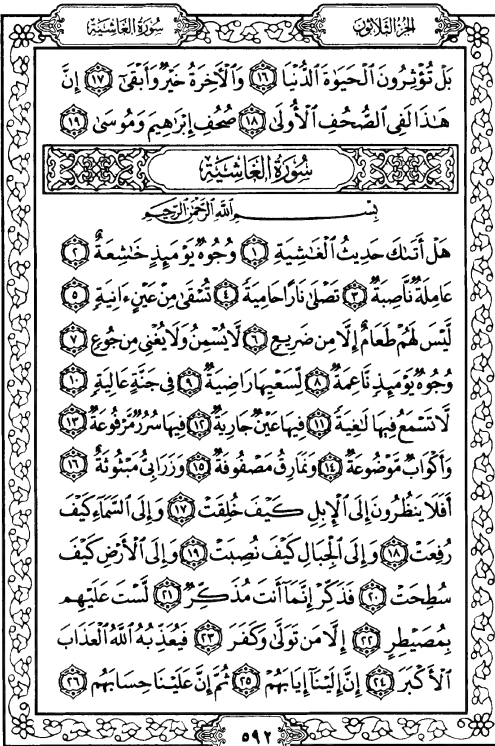 الجزء الثلاثون
سورة الغاشية
بَلْ تُؤْثِرُونَ الْحَيَوٰةَ الدُّنْيَا ١٦ وَالْآخِرَةُ خَيْرٌ وَأَبْقَىٰٓ ١٧ إِنَّ
هَـٰذَا لَفِى الصُّحُفِ الْأُولَىٰ ١٨ صُحُفِ إِبْرَٰهِيمَ وَمُوسَىٰ ١٩
سُورَةُ الْغَاشِيَة
بِسْمِ اللَّهِ الرَّحْمَٰنِ الرَّحِيمِ
هَلْ أَتَىٰكَ حَدِيثُ الْغَـٰشِيَةِ ١ وُجُوهٌ يَوْمَئِذٍ خَـٰشِعَةٌ ٢
عَامِلَةٌ نَّاصِبَةٌ ٣ تَصْلَىٰ نَارًا حَامِيَةً ٤ تُسْقَىٰ مِنْ عَيْنٍ ءَانِيَةٍ ٥
لَّيْسَ لَهُمْ طَعَامٌ إِلَّا مِن ضَرِيعٍ ٦ لَّا يُسْمِنُ وَلَا يُغْنِى مِن جُوعٍ ٧
وُجُوهٌ يَوْمَئِذٍ نَّاعِمَةٌ ٨ لِّسَعْيِهَا رَاضِيَةٌ ٩ فِى جَنَّةٍ عَالِيَةٍ ١٠
لَّا تَسْمَعُ فِيهَا لَـٰغِيَةً ١١ فِيهَا عَيْنٌ جَارِيَةٌ ١٢ فِيهَا سُرُرٌ مَّرْفُوعَةٌ ١٣
وَأَكْوَابٌ مَّوْضُوعَةٌ ١٤ وَنَمَارِقُ مَصْفُوفَةٌ ١٥ وَزَرَابِىُّ مَبْثُوثَةٌ ١٦
أَفَلَا يَنظُرُونَ إِلَى الْإِبِلِ كَيْفَ خُلِقَتْ ١٧ وَإِلَى السَّمَآءِ كَيْفَ
رُفِعَتْ ١٨ وَإِلَى الْجِبَالِ كَيْفَ نُصِبَتْ ١٩ وَإِلَى الْأَرْضِ كَيْفَ
سُطِحَتْ ٢٠ فَذَكِّرْ إِنَّمَآ أَنتَ مُذَكِّرٌ ٢١ لَّسْتَ عَلَيْهِم
بِمُصَيْطِرٍ ٢٢ إِلَّا مَن تَوَلَّىٰ وَكَفَرَ ٢٣ فَيُعَذِّبُهُ اللَّهُ الْعَذَابَ
الْأَكْبَرَ ٢٤ إِنَّ إِلَيْنَآ إِيَابَهُمْ ٢٥ ثُمَّ إِنَّ عَلَيْنَا حِسَابَهُم ٢٦
٥٩٢